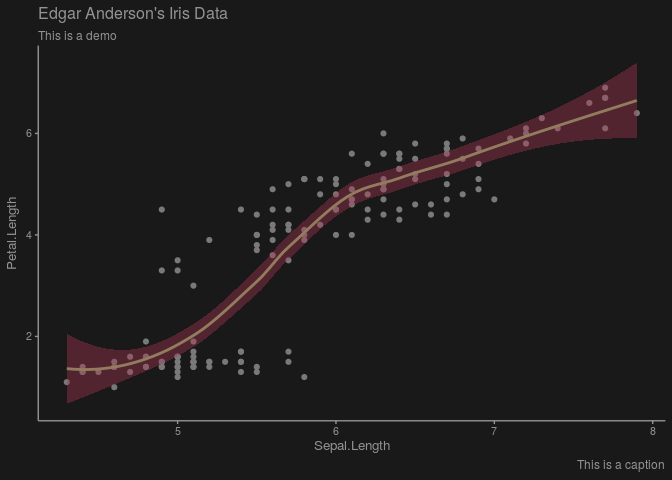 Edgar Anderson's Iris Data
This is a demo
6
4
2
Petal.Length
5 6 7 8
Sepal.Length
This is a caption